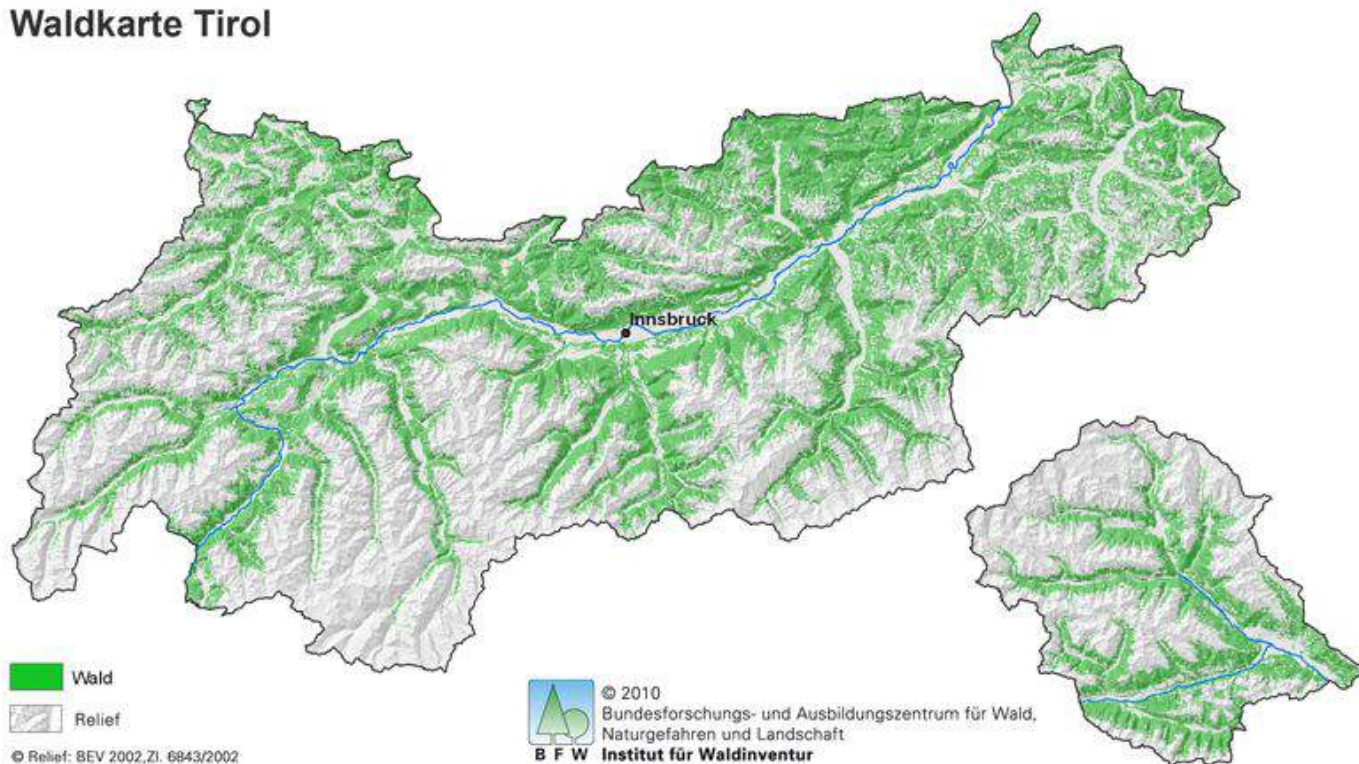 Waldkarte Tirol
Innsbruck
Wald
Relief
© Relief: BEV 2002,Zl. 6843/2002
BFW
© 2010
Bundesforschungs- und Ausbildungszentrum für Wald,
Naturgefahren und Landschaft
Institut für Waldinventur